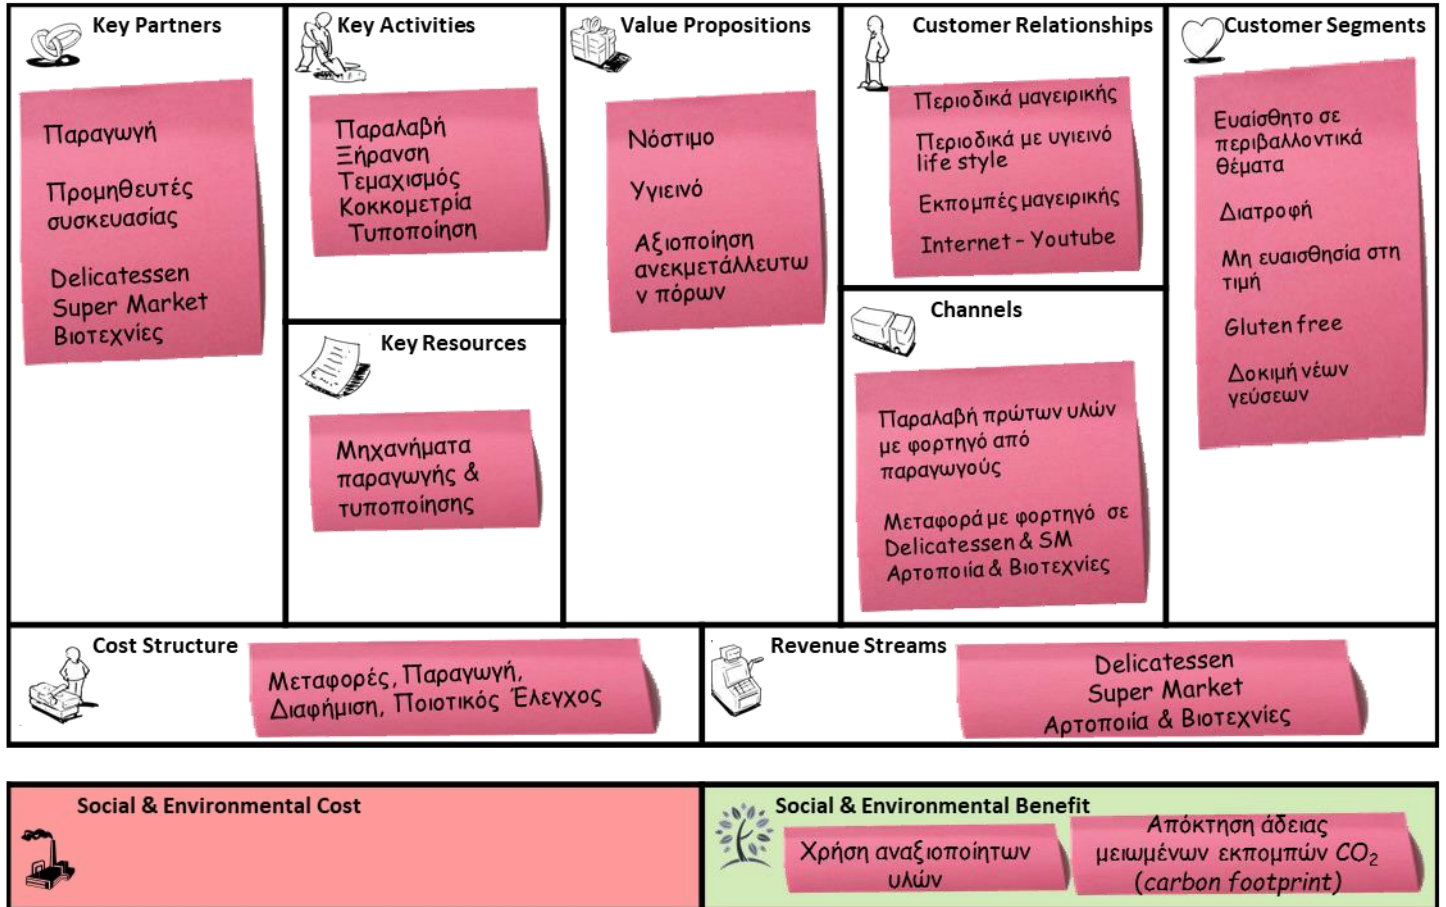 Key Partners
Παραγωγή
Προμηθευτές
συσκευασίας
Delicatessen
Super Market
Βιοτεχνίες
Key Activities
Παραλαβή
Ξήρανση
Τεμαχισμός
Κοκκομετρία
Τυποποίηση
Key Resources
Μηχανήματα
παραγωγής &
τυποποίησης
Value Propositions
Νόστιμο
Υγιεινό
Αξιοποίηση
ανεκμετάλλευτω
ν πόρων
Customer Relationships
Περιοδικά μαγειρικής
Περιοδικά με υγιεινό
life style
Εκπομπές μαγειρικής
Internet – Youtube
Channels
Παραλαβή πρώτων υλών
με φορτηγό από
παραγωγούς
Μεταφορά με φορτηγό σε
Delicatessen & SM
Αρτοποιία & Βιοτεχνίες
Customer Segments
Ευαίσθητο σε
περιβαλλοντικά
θέματα
Διατροφή
Μη ευαισθησία στη
τιμή
Gluten free
Δοκιμή νέων
γεύσεων
Cost Structure
Μεταφορές, Παραγωγή,
Διαφήμιση, Ποιοτικός Έλεγχος
Revenue Streams
Delicatessen
Super Market
Αρτοποιία & Βιοτεχνίες
Social & Environmental Cost
Social & Environmental Benefit
Χρήση αναξιοποίητων
υλών
Απόκτηση άδειας
μειωμένων εκπομπών CO₂
(carbon footprint)